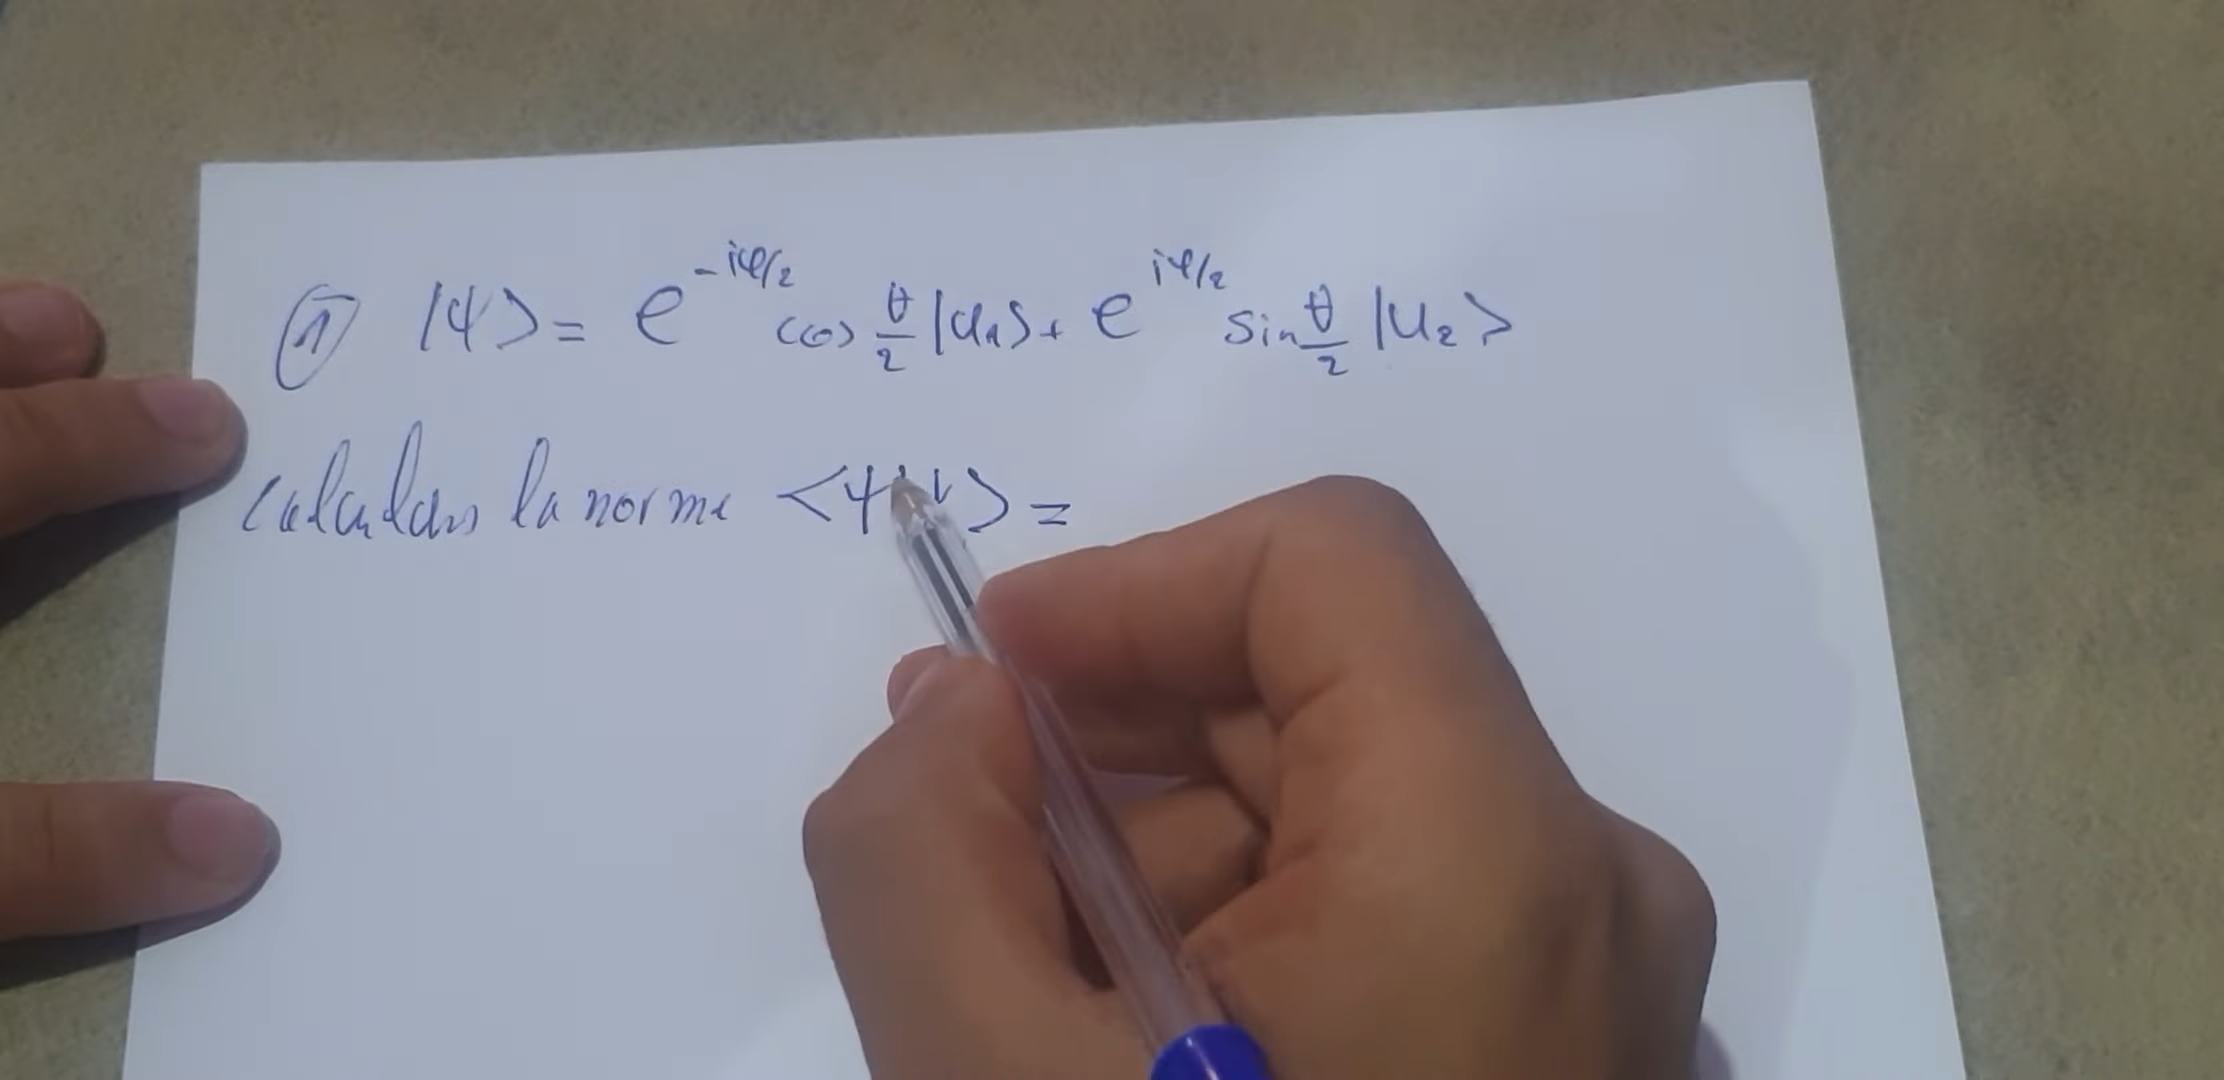 ① |ψ> = e^{-iφ/2} cos θ/2 |u₁> + e^{iφ/2} sin θ/2 |u₂>
calculons la norme <ψ|ψ> =